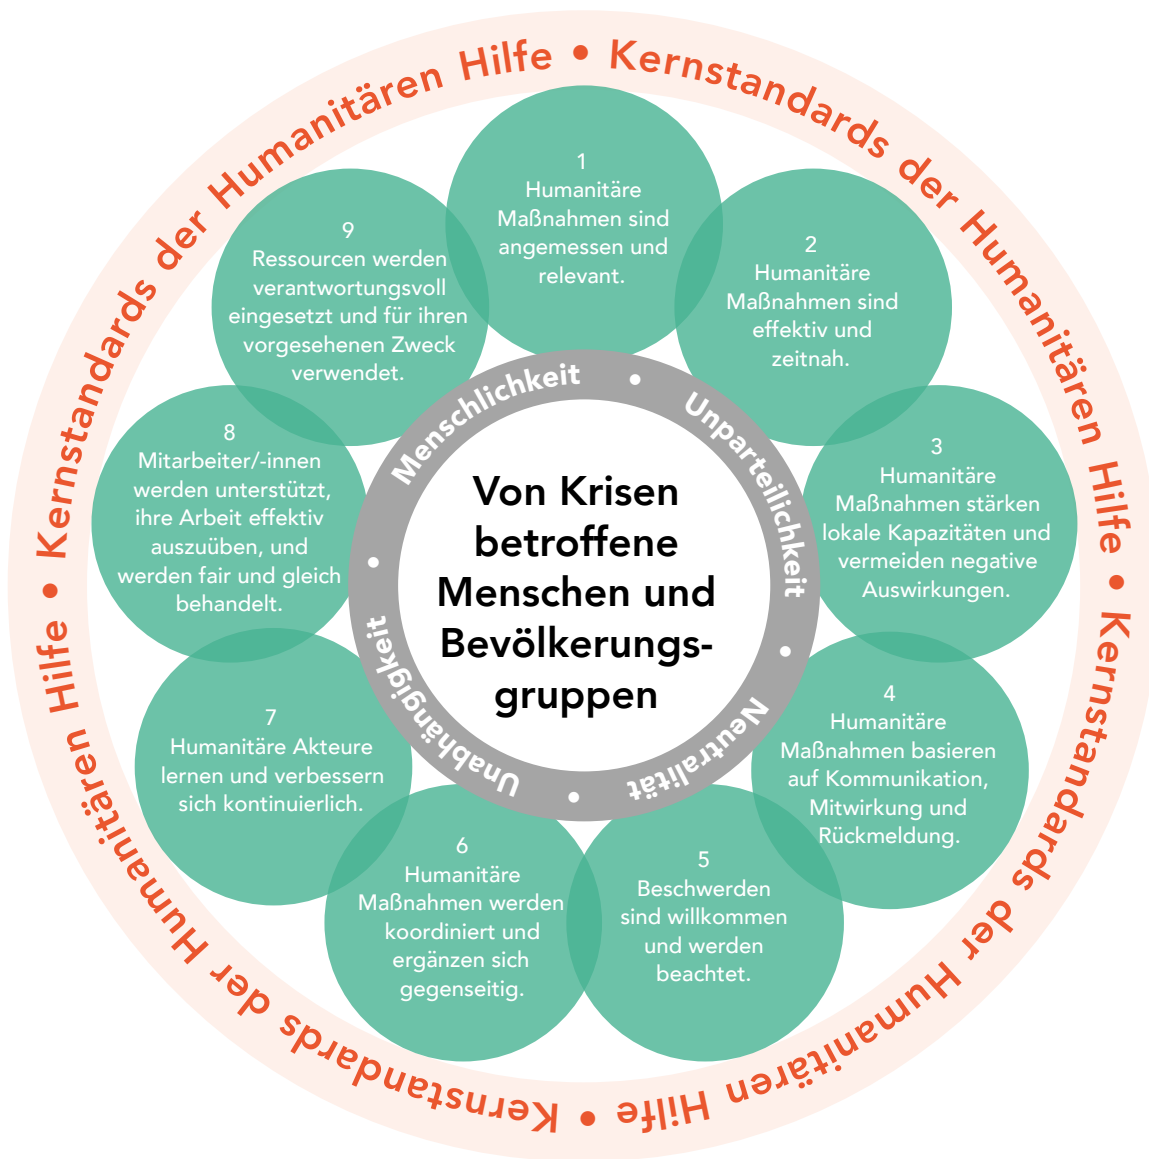 Kernstandards der Humanitären Hilfe • Kernstandards der Humanitären Hilfe • Kernstandards der Humanitären Hilfe • Kernstandards der Humanitären Hilfe •
1
Humanitäre
Maßnahmen sind
angemessen und
relevant.
2
Humanitäre
Maßnahmen sind
effektiv und
zeitnah.
3
Humanitäre
Maßnahmen stärken
lokale Kapazitäten und
vermeiden negative
Auswirkungen.
4
Humanitäre
Maßnahmen basieren
auf Kommunikation,
Mitwirkung und
Rückmeldung.
5
Beschwerden
sind willkommen
und werden
beachtet.
6
Humanitäre
Maßnahmen werden
koordiniert und
ergänzen sich
gegenseitig.
7
Humanitäre Akteure
lernen und verbessern
sich kontinuierlich.
8
Mitarbeiter/-innen
werden unterstützt,
ihre Arbeit effektiv
auszuüben, und
werden fair und gleich
behandelt.
9
Ressourcen werden
verantwortungsvoll
eingesetzt und für ihren
vorgesehenen Zweck
verwendet.
Menschlichkeit • Unparteilichkeit • Neutralität • Unabhängigkeit •
Von Krisen
betroffene
Menschen und
Bevölkerungs-
gruppen